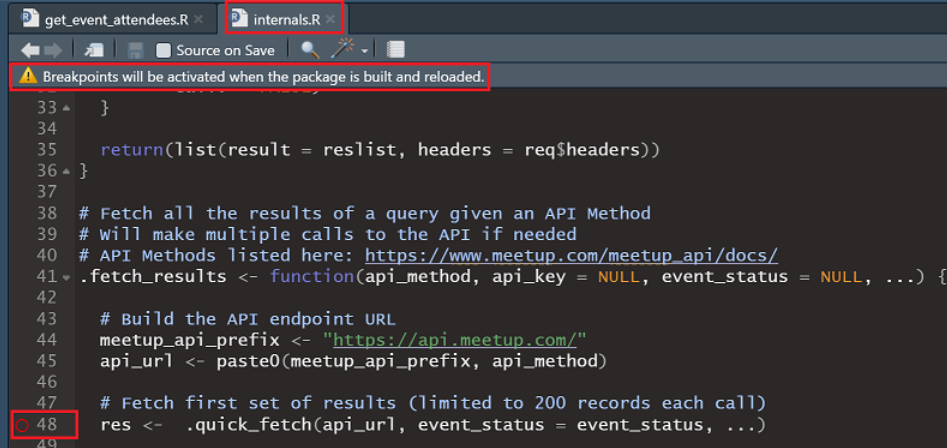 get_event_attendees.R
internals.R
Source on Save
Breakpoints will be activated when the package is built and reloaded.
33 }
34
35 return(list(result = reslist, headers = req$headers))
36 }
37
38 # Fetch all the results of a query given an API Method
39 # Will make multiple calls to the API if needed
40 # API Methods listed here: https://www.meetup.com/meetup_api/docs/
41 .fetch_results <- function(api_method, api_key = NULL, event_status = NULL, ...) {
42
43 # Build the API endpoint URL
44 meetup_api_prefix <- "https://api.meetup.com/"
45 api_url <- paste0(meetup_api_prefix, api_method)
46
47 # Fetch first set of results (limited to 200 records each call)
48 res <- .quick_fetch(api_url, event_status = event_status, ...)
49